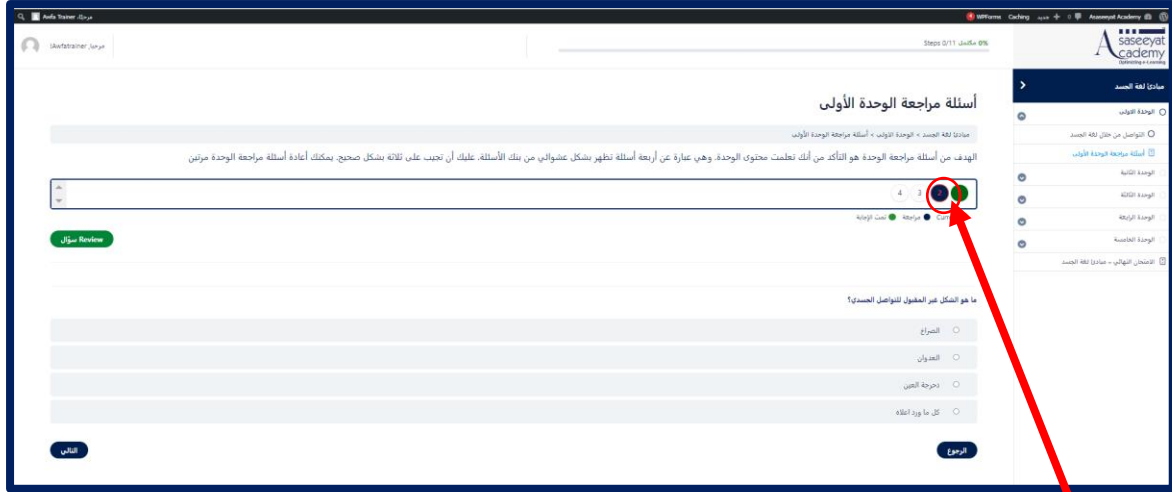 Asaseeyat Academy 0 + جديد Caching WPForms
مرحبًا، Awfa Trainer
Asaseeyat Academy
Optimizing e-Learning
0% مكتمل Steps 0/11
مرحبا, Awfatrainer!
مبادئ لغة الجسد
الوحدة الاولى
التواصل من خلال لغة الجسد
أسئلة مراجعة الوحدة الأولى
الوحدة الثانية
الوحدة الثالثة
الوحدة الرابعة
الوحدة الخامسة
الامتحان النهائي – مبادئ لغة الجسد
أسئلة مراجعة الوحدة الأولى
مبادئ لغة الجسد > الوحدة الاولى > أسئلة مراجعة الوحدة الأولى
الهدف من أسئلة مراجعة الوحدة هو التأكد من أنك تعلمت محتوى الوحدة. وهي عبارة عن أربعة أسئلة تظهر بشكل عشوائي من بنك الأسئلة. عليك أن تجيب على ثلاثة بشكل صحيح. يمكنك أعادة أسئلة مراجعة الوحدة مرتين
2 3 4
مراجعة تمت الإجابة
Review سؤال
ما هو الشكل غير المقبول للتواصل الجسدي؟
الصراع
العدوان
دحرجة العين
كل ما ورد اعلاه
الرجوع
التالي